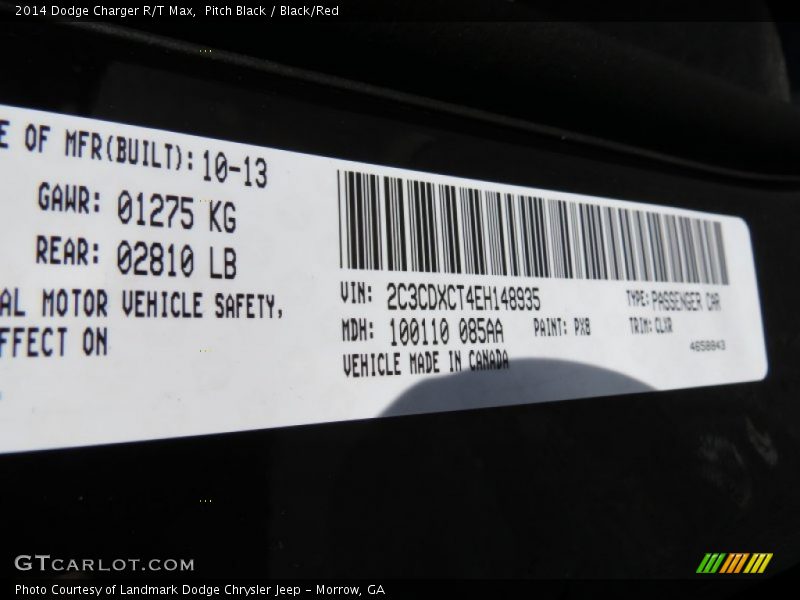 2014 Dodge Charger R/T Max, Pitch Black / Black/Red
E OF MFR(BUILT): 10-13
GAWR: 01275 KG
REAR: 02810 LB
AL MOTOR VEHICLE SAFETY,
FFECT ON
VIN: 2C3CDXCT4EH148935
TYPE: PASSENGER CAR
MDH: 100110 085AA
PAINT: PX8
TRIM: CLXR
VEHICLE MADE IN CANADA
4658843
GTCARLOT.COM
Photo Courtesy of Landmark Dodge Chrysler Jeep - Morrow, GA